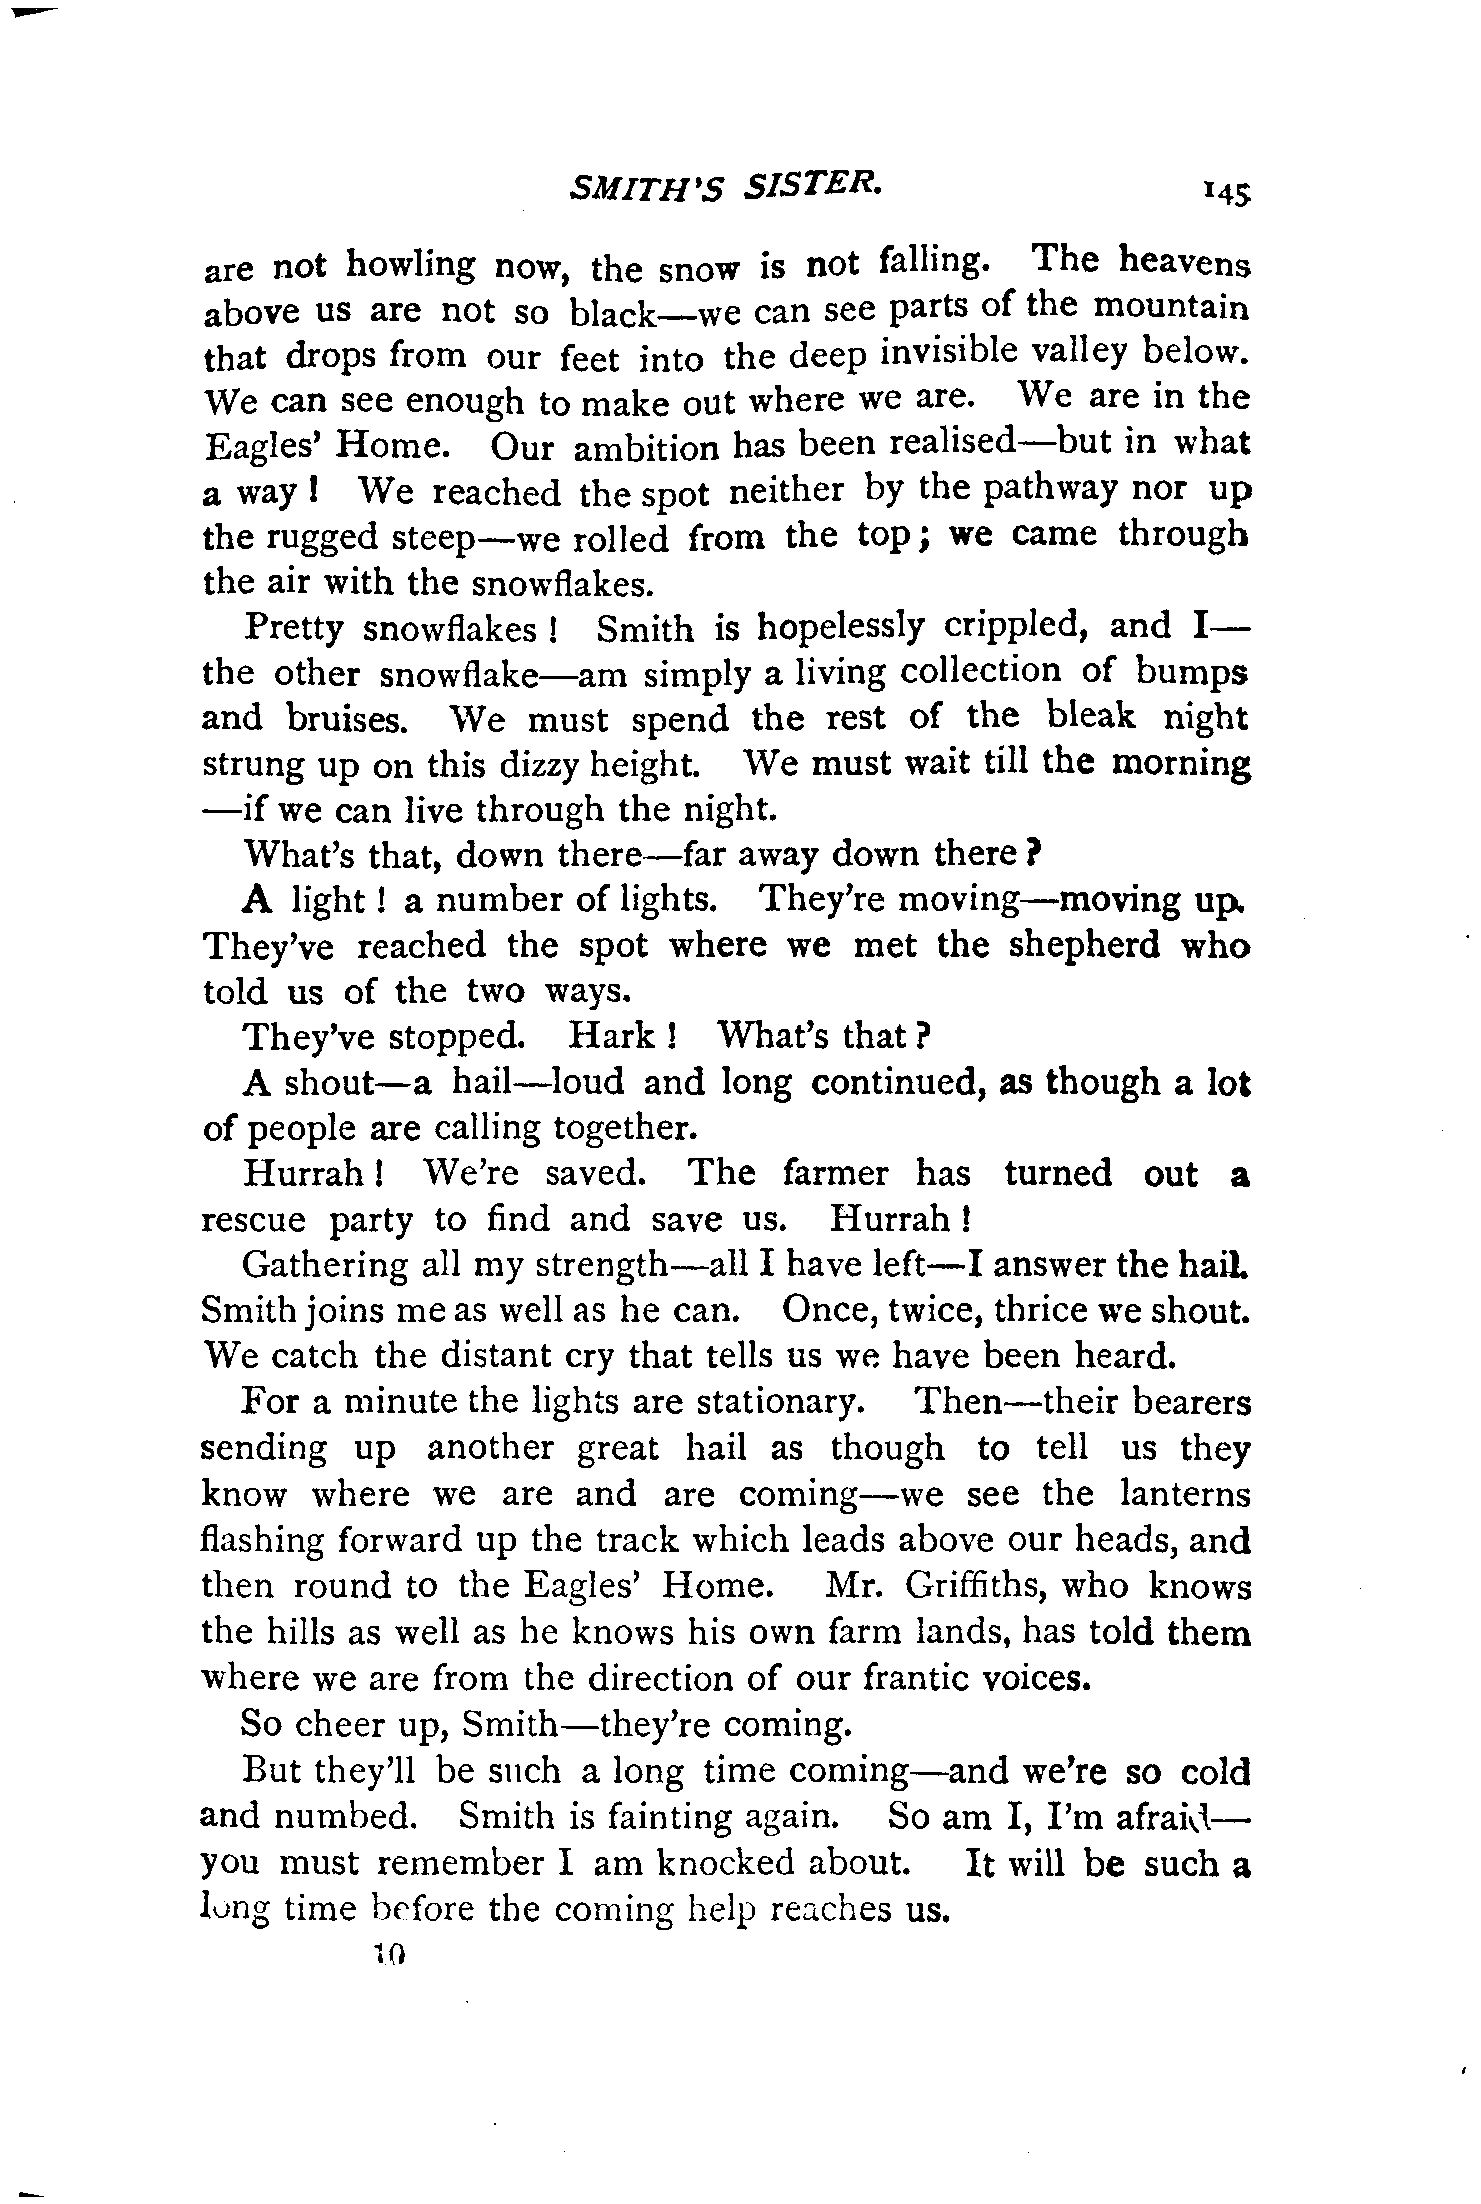 SMITH'S SISTER. 145
are not howling now, the snow is not falling. The heavens
above us are not so black—we can see parts of the mountain
that drops from our feet into the deep invisible valley below.
We can see enough to make out where we are. We are in the
Eagles' Home. Our ambition has been realised—but in what
a way! We reached the spot neither by the pathway nor up
the rugged steep—we rolled from the top; we came through
the air with the snowflakes.
Pretty snowflakes! Smith is hopelessly crippled, and I—
the other snowflake—am simply a living collection of bumps
and bruises. We must spend the rest of the bleak night
strung up on this dizzy height. We must wait till the morning
—if we can live through the night.
What's that, down there—far away down there?
A light! a number of lights. They're moving—moving up.
They've reached the spot where we met the shepherd who
told us of the two ways.
They've stopped. Hark! What's that?
A shout—a hail—loud and long continued, as though a lot
of people are calling together.
Hurrah! We're saved. The farmer has turned out a
rescue party to find and save us. Hurrah!
Gathering all my strength—all I have left—I answer the hail.
Smith joins me as well as he can. Once, twice, thrice we shout.
We catch the distant cry that tells us we have been heard.
For a minute the lights are stationary. Then—their bearers
sending up another great hail as though to tell us they
know where we are and are coming—we see the lanterns
flashing forward up the track which leads above our heads, and
then round to the Eagles' Home. Mr. Griffiths, who knows
the hills as well as he knows his own farm lands, has told them
where we are from the direction of our frantic voices.
So cheer up, Smith—they're coming.
But they'll be such a long time coming—and we're so cold
and numbed. Smith is fainting again. So am I, I'm afraid—
you must remember I am knocked about. It will be such a
long time before the coming help reaches us.
10